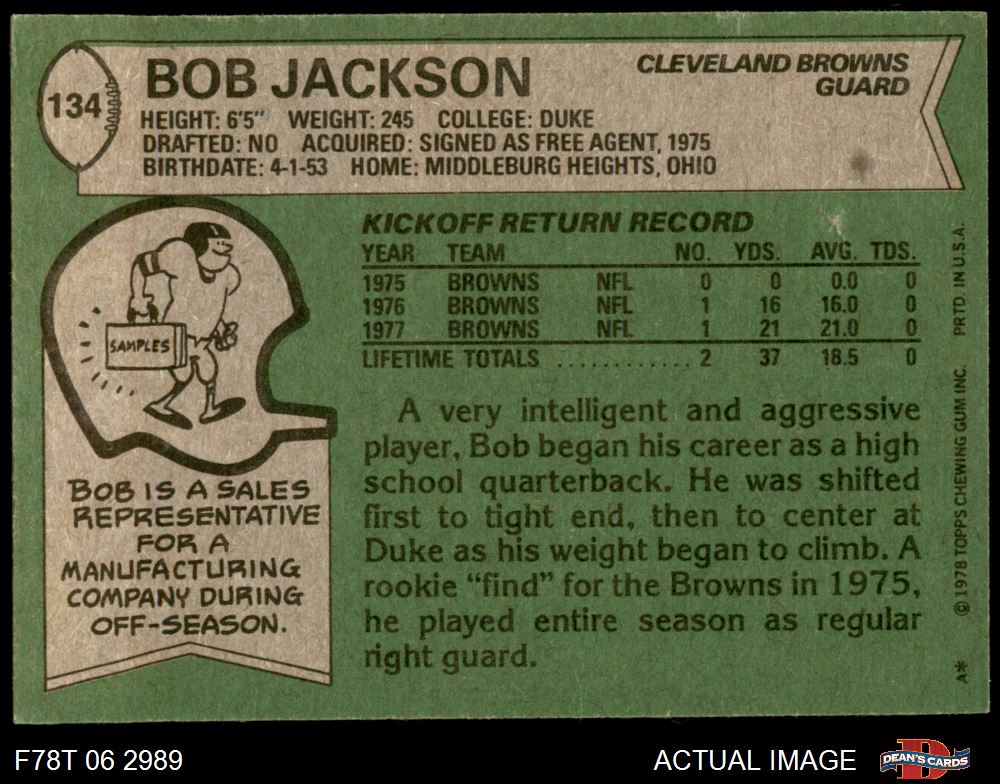 134
BOB JACKSON
CLEVELAND BROWNS
GUARD
HEIGHT: 6'5" WEIGHT: 245 COLLEGE: DUKE
DRAFTED: NO ACQUIRED: SIGNED AS FREE AGENT, 1975
BIRTHDATE: 4-1-53 HOME: MIDDLEBURG HEIGHTS, OHIO
SAMPLES
BOB IS A SALES
REPRESENTATIVE
FOR A
MANUFACTURING
COMPANY DURING
OFF-SEASON.
KICKOFF RETURN RECORD
YEAR TEAM NO. YDS. AVG. TDS.
1975 BROWNS NFL 0 0 0.0 0
1976 BROWNS NFL 1 16 16.0 0
1977 BROWNS NFL 1 21 21.0 0
LIFETIME TOTALS ............ 2 37 18.5 0
A very intelligent and aggressive
player, Bob began his career as a high
school quarterback. He was shifted
first to tight end, then to center at
Duke as his weight began to climb. A
rookie "find" for the Browns in 1975,
he played entire season as regular
right guard.
A* © 1978 TOPPS CHEWING GUM INC. PRTD. IN U.S.A.
F78T 06 2989
ACTUAL IMAGE
DEAN'S CARDS